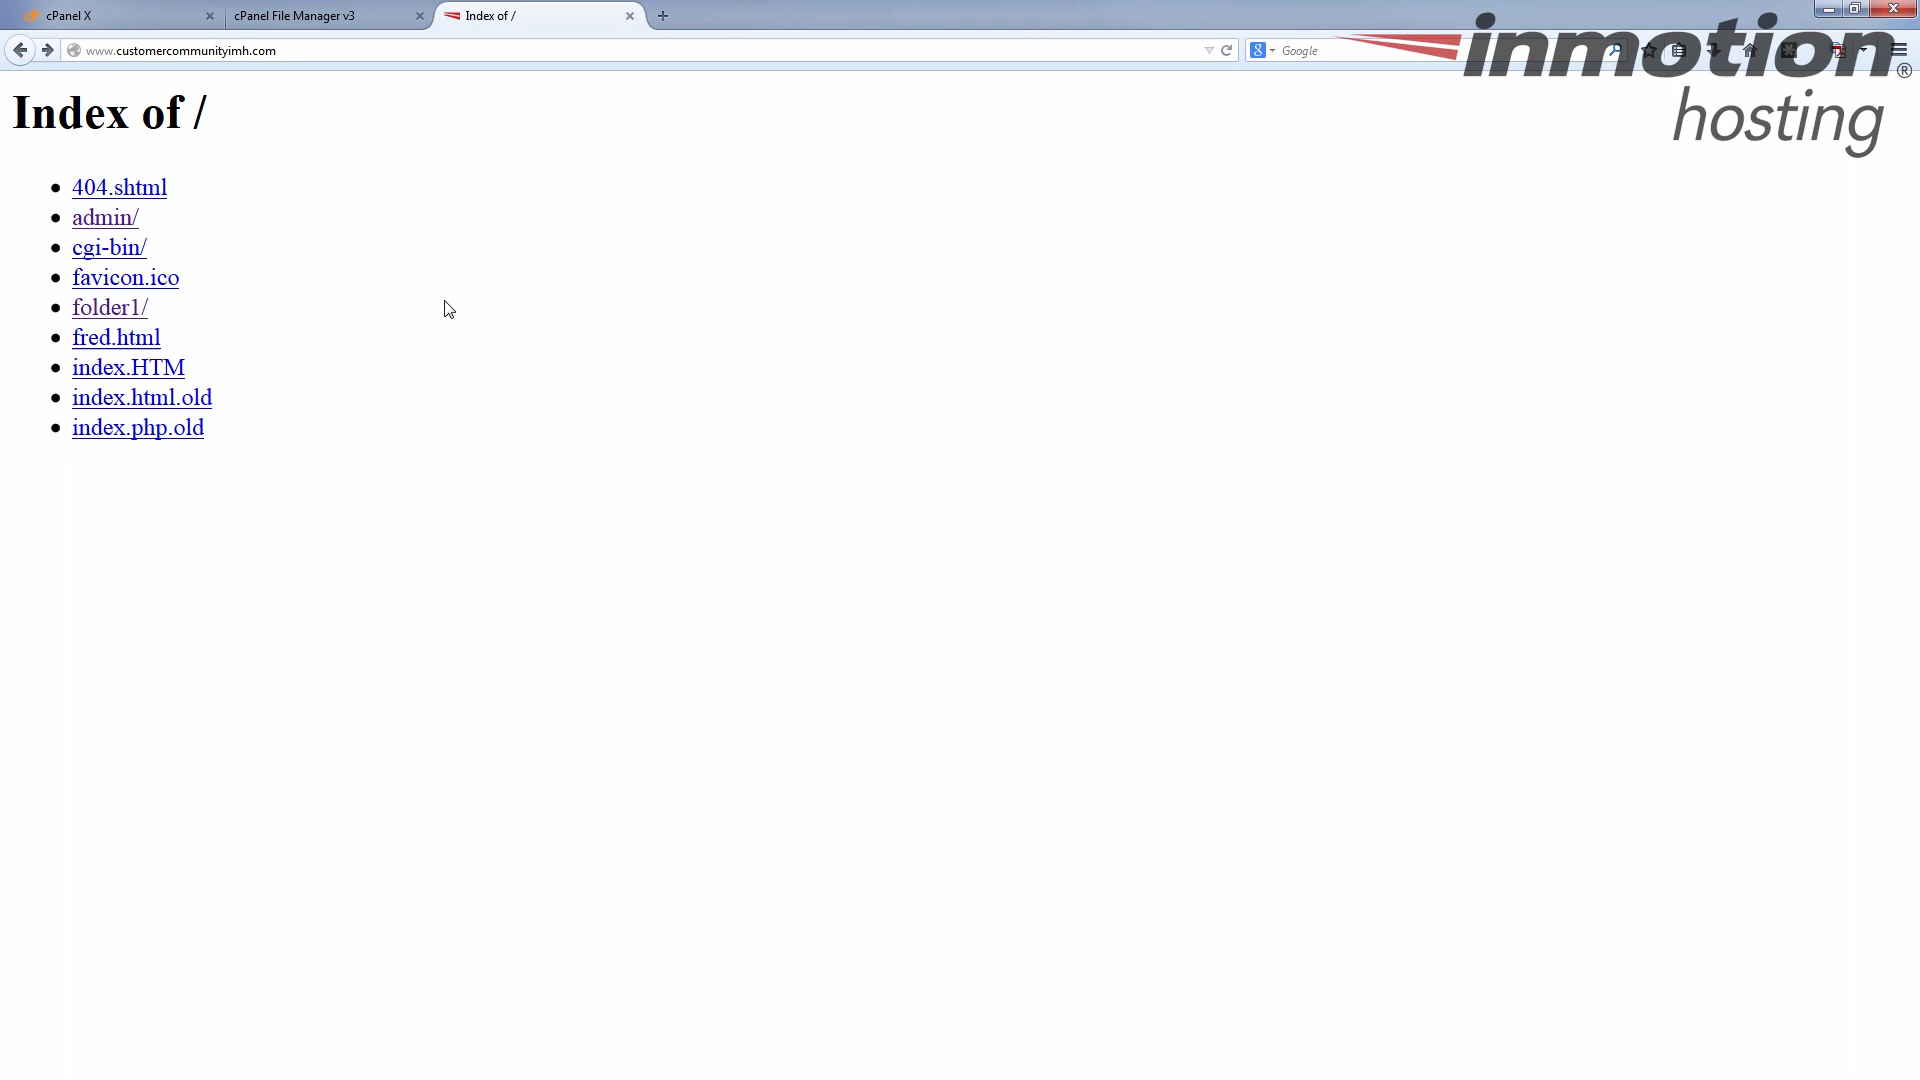 cPanel X
cPanel File Manager v3
Index of /
www.customercommunityimh.com
Google
inmotion®
hosting
Index of /
404.shtml
admin/
cgi-bin/
favicon.ico
folder1/
fred.html
index.HTM
index.html.old
index.php.old